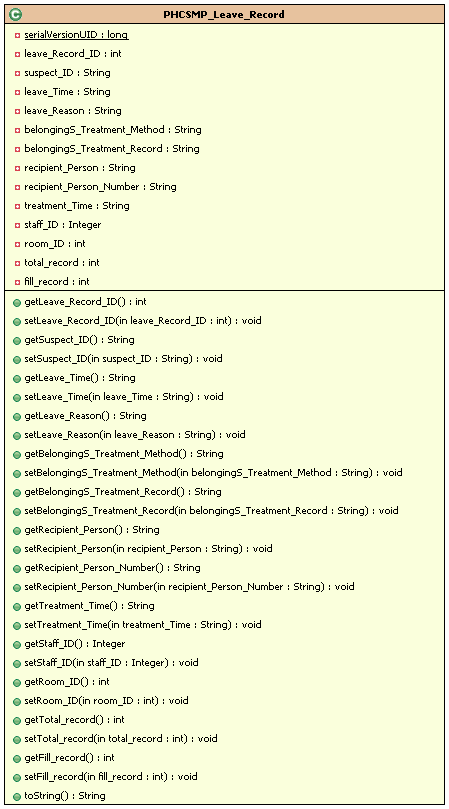 C PHCSMP_Leave_Record
serialVersionUID : long
leave_Record_ID : int
suspect_ID : String
leave_Time : String
leave_Reason : String
belongingS_Treatment_Method : String
belongingS_Treatment_Record : String
recipient_Person : String
recipient_Person_Number : String
treatment_Time : String
staff_ID : Integer
room_ID : int
total_record : int
fill_record : int
getLeave_Record_ID() : int
setLeave_Record_ID(in leave_Record_ID : int) : void
getSuspect_ID() : String
setSuspect_ID(in suspect_ID : String) : void
getLeave_Time() : String
setLeave_Time(in leave_Time : String) : void
getLeave_Reason() : String
setLeave_Reason(in leave_Reason : String) : void
getBelongingS_Treatment_Method() : String
setBelongingS_Treatment_Method(in belongingS_Treatment_Method : String) : void
getBelongingS_Treatment_Record() : String
setBelongingS_Treatment_Record(in belongingS_Treatment_Record : String) : void
getRecipient_Person() : String
setRecipient_Person(in recipient_Person : String) : void
getRecipient_Person_Number() : String
setRecipient_Person_Number(in recipient_Person_Number : String) : void
getTreatment_Time() : String
setTreatment_Time(in treatment_Time : String) : void
getStaff_ID() : Integer
setStaff_ID(in staff_ID : Integer) : void
getRoom_ID() : int
setRoom_ID(in room_ID : int) : void
getTotal_record() : int
setTotal_record(in total_record : int) : void
getFill_record() : int
setFill_record(in fill_record : int) : void
toString() : String